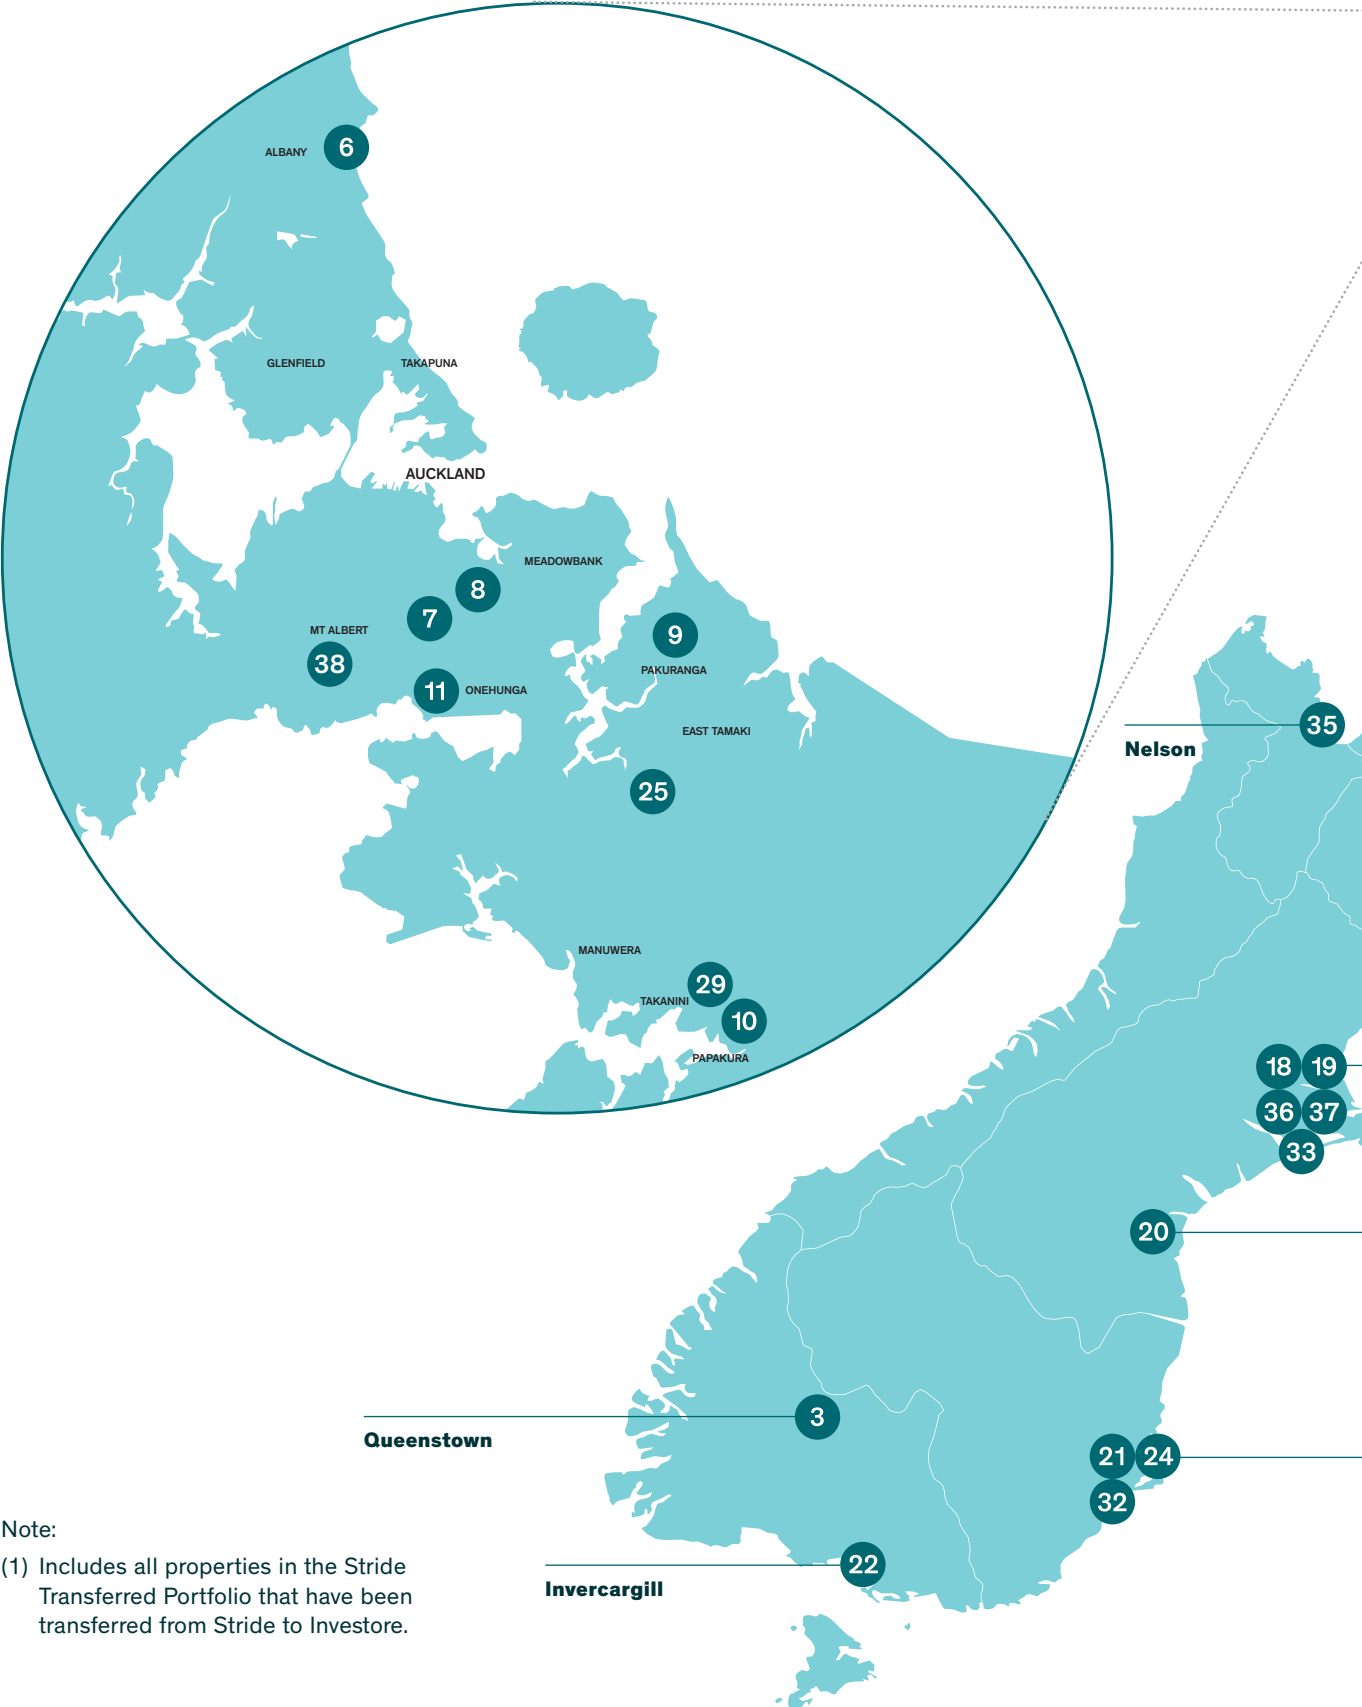 ALBANY
6
GLENFIELD
TAKAPUNA
AUCKLAND
MEADOWBANK
8
7
MT ALBERT
38
9
PAKURANGA
11
ONEHUNGA
EAST TAMAKI
25
MANUWERA
29
TAKANINI
10
PAPAKURA
35
Nelson
18
19
36
37
33
20
3
Queenstown
21
24
32
22
Invercargill
Note:
(1) Includes all properties in the Stride
Transferred Portfolio that have been
transferred from Stride to Investore.